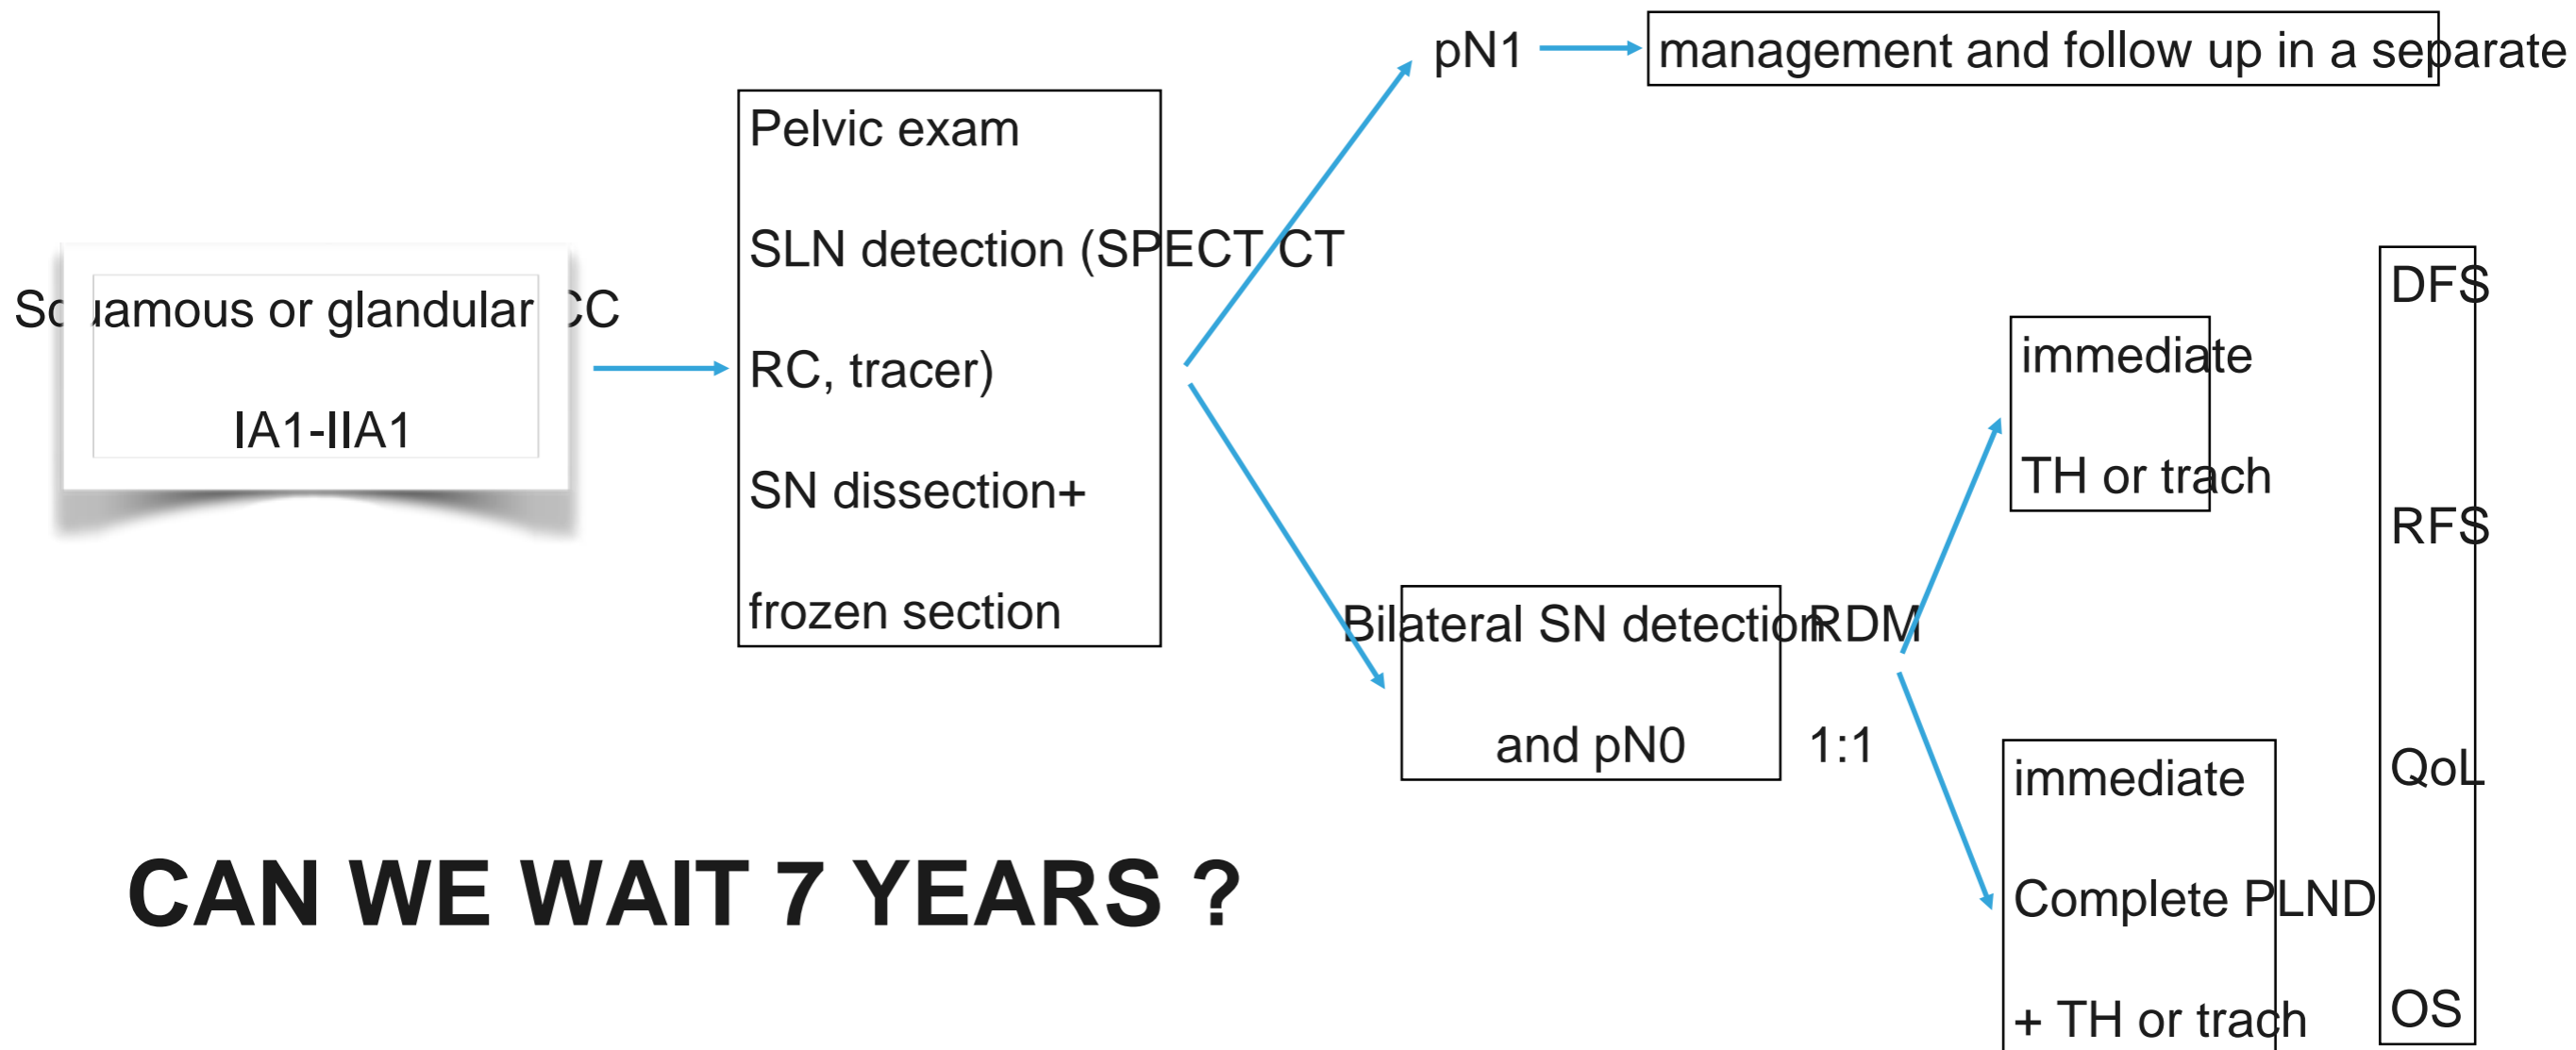 Squamous or glandular CC
IA1-IIA1
Pelvic exam
SLN detection (SPECT CT
RC, tracer)
SN dissection+
frozen section
pN1
management and follow up in a separate
Bilateral SN detection
and pN0
RDM
1:1
immediate
TH or trach
immediate
Complete PLND
+ TH or trach
DFS
RFS
QoL
OS
CAN WE WAIT 7 YEARS ?